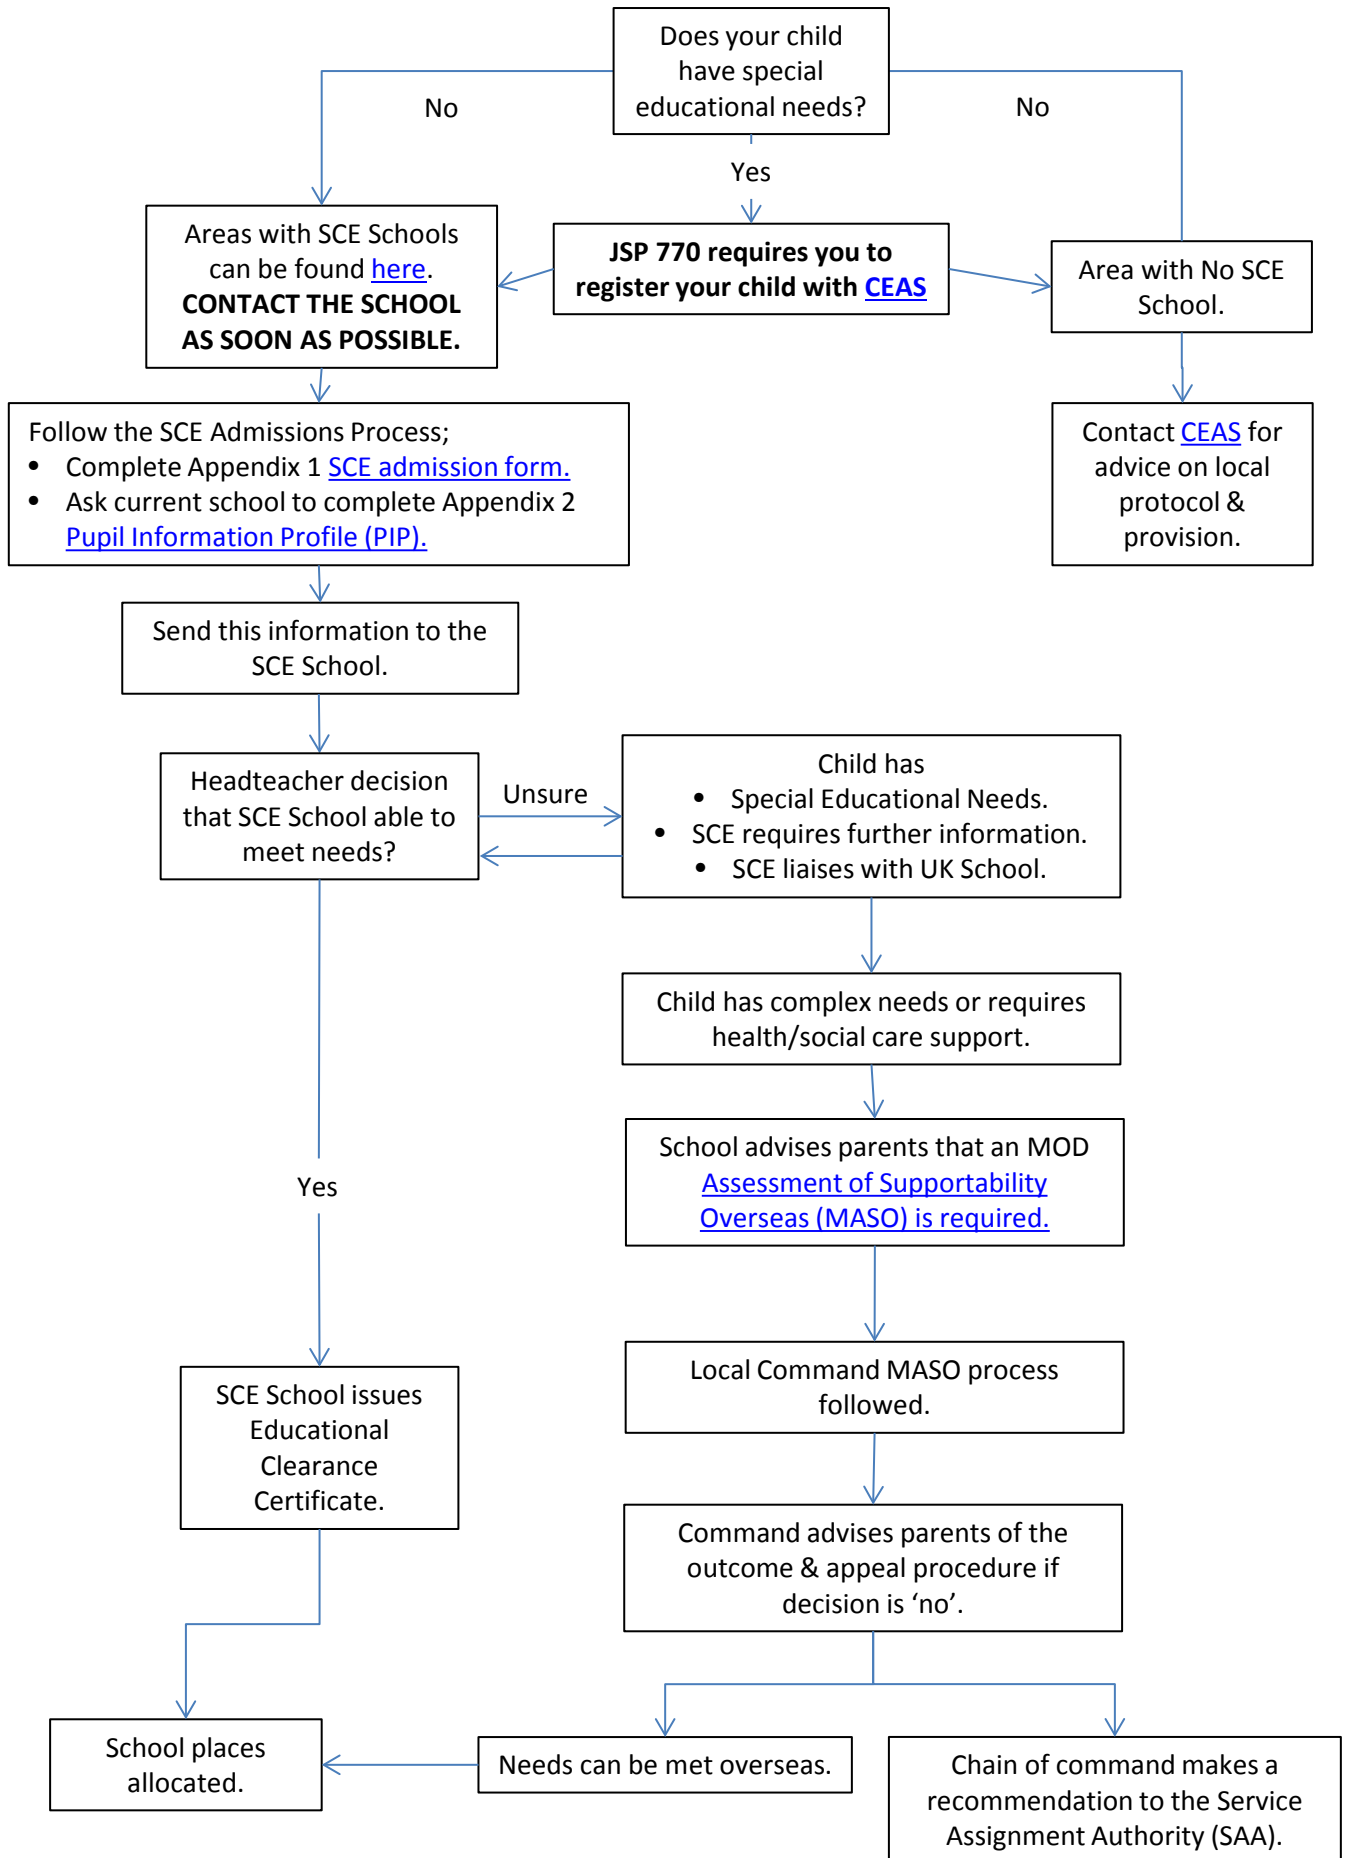 Does your child
have special
educational needs?
No
No
Yes
Areas with SCE Schools
can be found here.
CONTACT THE SCHOOL
AS SOON AS POSSIBLE.
JSP 770 requires you to
register your child with CEAS
Area with No SCE
School.
Follow the SCE Admissions Process;
• Complete Appendix 1 SCE admission form.
• Ask current school to complete Appendix 2
Pupil Information Profile (PIP).
Contact CEAS for
advice on local
protocol &
provision.
Send this information to the
SCE School.
Headteacher decision
that SCE School able to
meet needs?
Unsure
Child has
• Special Educational Needs.
• SCE requires further information.
• SCE liaises with UK School.
Child has complex needs or requires
health/social care support.
School advises parents that an MOD
Assessment of Supportability
Overseas (MASO) is required.
Yes
Local Command MASO process
followed.
SCE School issues
Educational
Clearance
Certificate.
Command advises parents of the
outcome & appeal procedure if
decision is ‘no’.
School places
allocated.
Needs can be met overseas.
Chain of command makes a
recommendation to the Service
Assignment Authority (SAA).